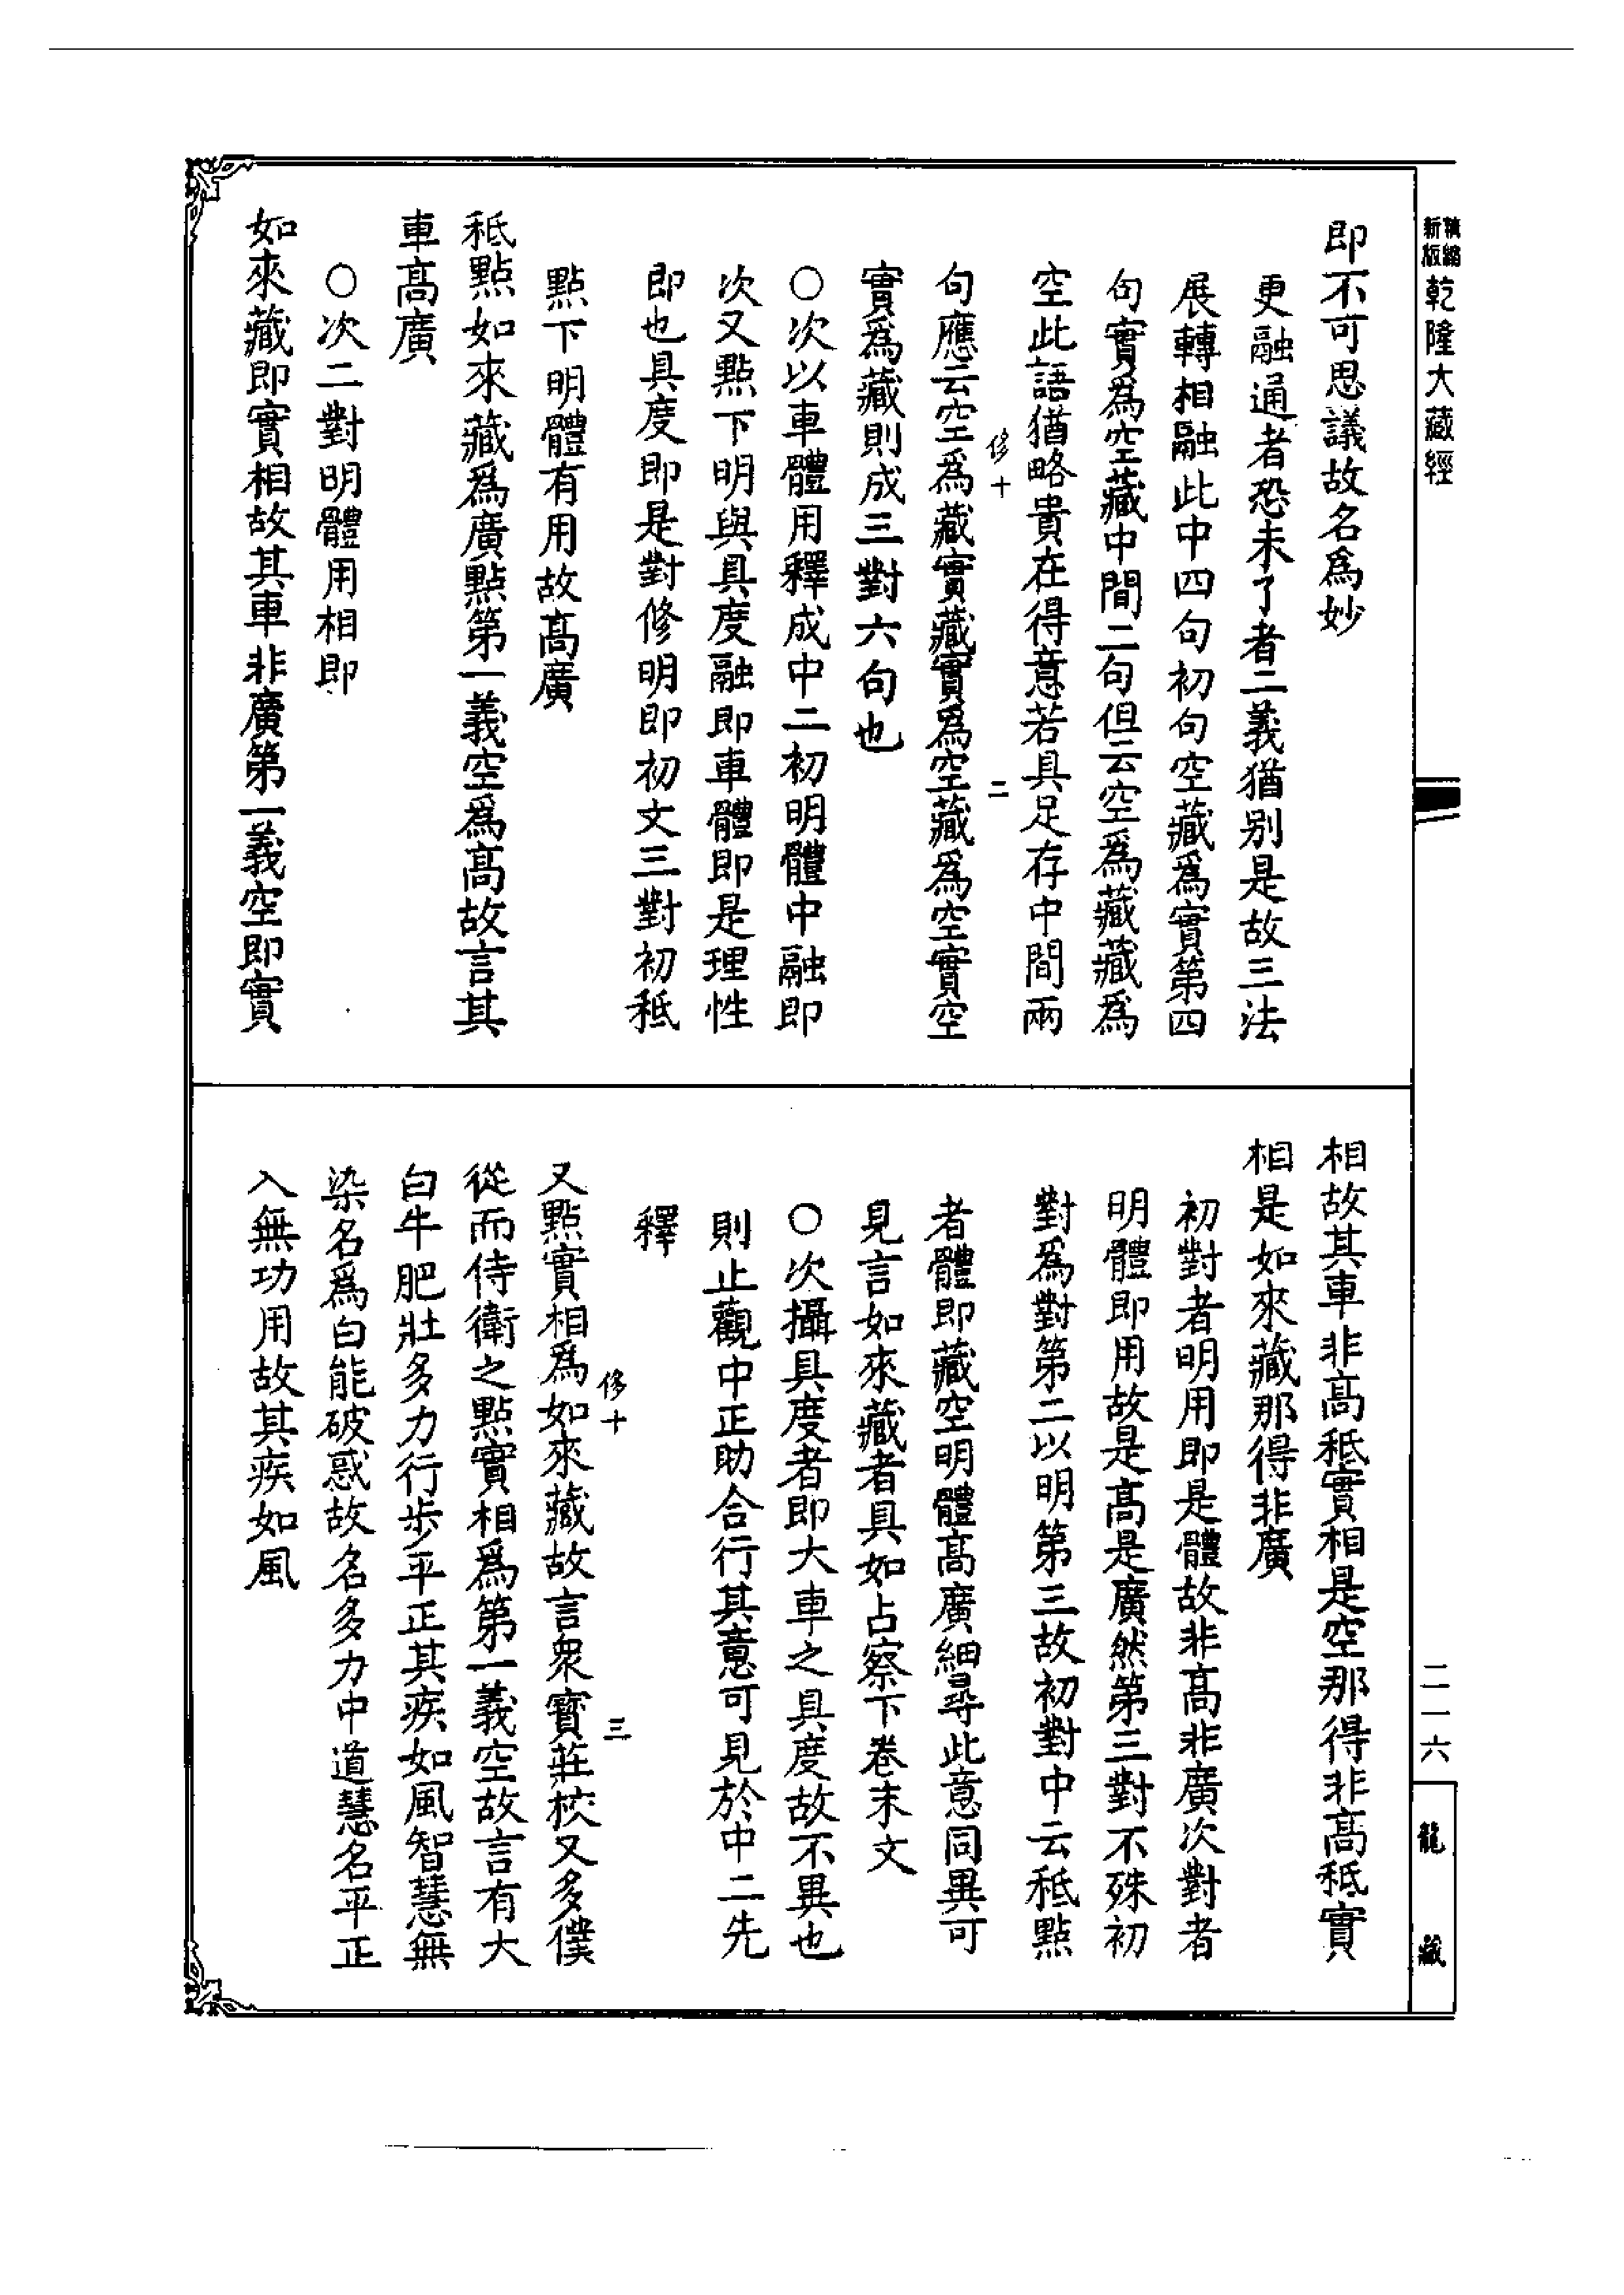 新版精縮乾隆大藏經
即不可思議故名爲妙
更融通者恐未了者二義猶別是故三法
展轉相融此中四句初句空藏爲實第四
句實爲空藏中間二句但云空爲藏藏爲
空此語猶略貴在得意若具足存中間兩
修十 二
句應云空爲藏實藏實爲空藏爲空實空
實爲藏則成三對六句也
○次以車體用釋成中二初明體中融即
次又點下明與具度融即車體即是理性
即也具度即是對修明即初文三對初秖
點下明體有用故髙廣
秖點如來藏爲廣點第一義空爲髙故言其
車髙廣
○次二對明體用相即
如來藏即實相故其車非廣第一義空即實
相故其車非髙秖實相是空那得非髙秖實
相是如來藏那得非廣
初對者明用即是體故非髙非廣次對者
明體即用故是髙是廣然第三對不殊初
對爲對第二以明第三故初對中云秖點
者體即藏空明體髙廣細尋此意同異可
見言如來藏者具如占察下卷末文
○次攝具度者即大車之具度故不異也
則止觀中正助合行其意可見於中二先
釋
修十 三
又點實相爲如來藏故言衆寳莊校又多僕
從而侍衛之點實相爲第一義空故言有大
白牛肥壯多力行步平正其疾如風智慧無
染名爲白能破惑故名多力中道慧名平正
入無功用故其疾如風
二一六
龍藏